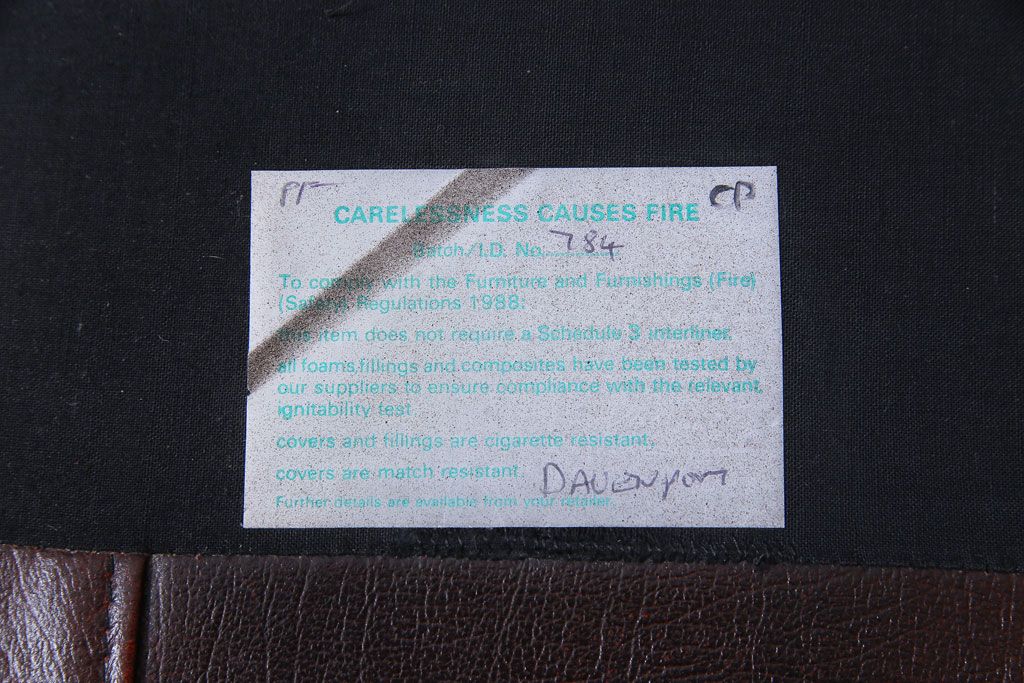 PF CP
CARELESSNESS CAUSES FIRE
Batch/I.D. No. 784
To comply with the Furniture and Furnishings (Fire)
(Safety) Regulations 1988:
this item does not require a Schedule 3 interliner.
all foams, fillings and composites have been tested by
our suppliers to ensure compliance with the relevant
ignitability test.
covers and fillings are cigarette resistant.
covers are match resistant. DAVENPORT
Further details are available from your retailer.